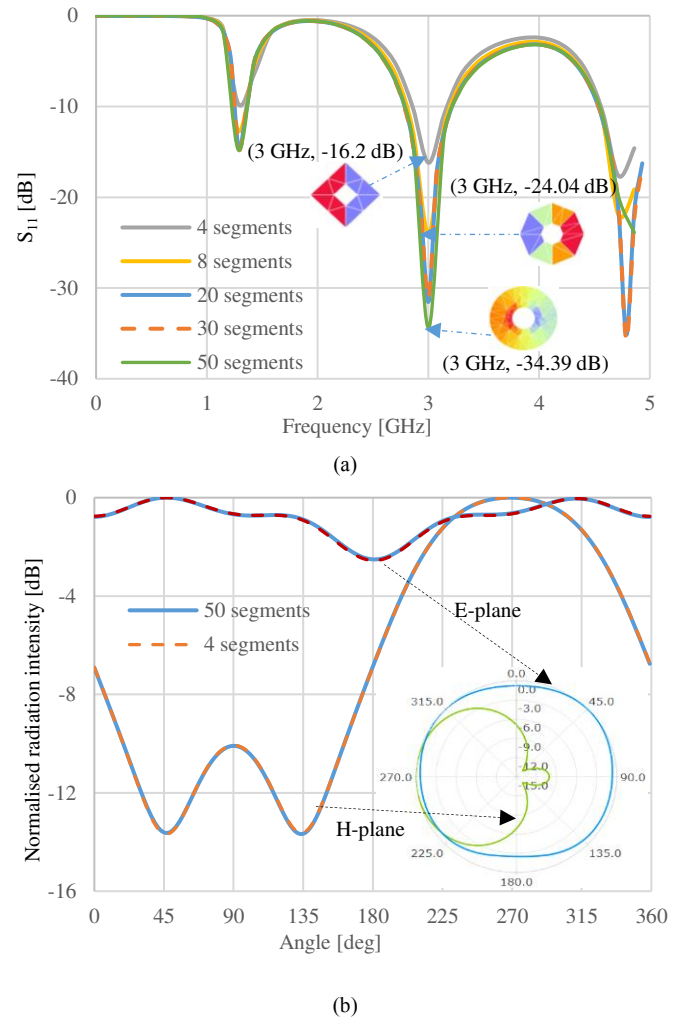 0
-10
-20
-30
-40
S11 [dB]
(3 GHz, -16.2 dB)
(3 GHz, -24.04 dB)
4 segments
8 segments
20 segments
30 segments
50 segments
(3 GHz, -34.39 dB)
0 1 2 3 4 5
Frequency [GHz]
(a)
0
-4
-8
-12
-16
Normalised radiation intensity [dB]
50 segments
4 segments
E-plane
H-plane
0.0
315.0 0.0 45.0
-3.0
-6.0
-9.0
270.0 -12.0 90.0
-15.0
225.0 135.0
180.0
0 45 90 135 180 225 270 315 360
Angle [deg]
(b)